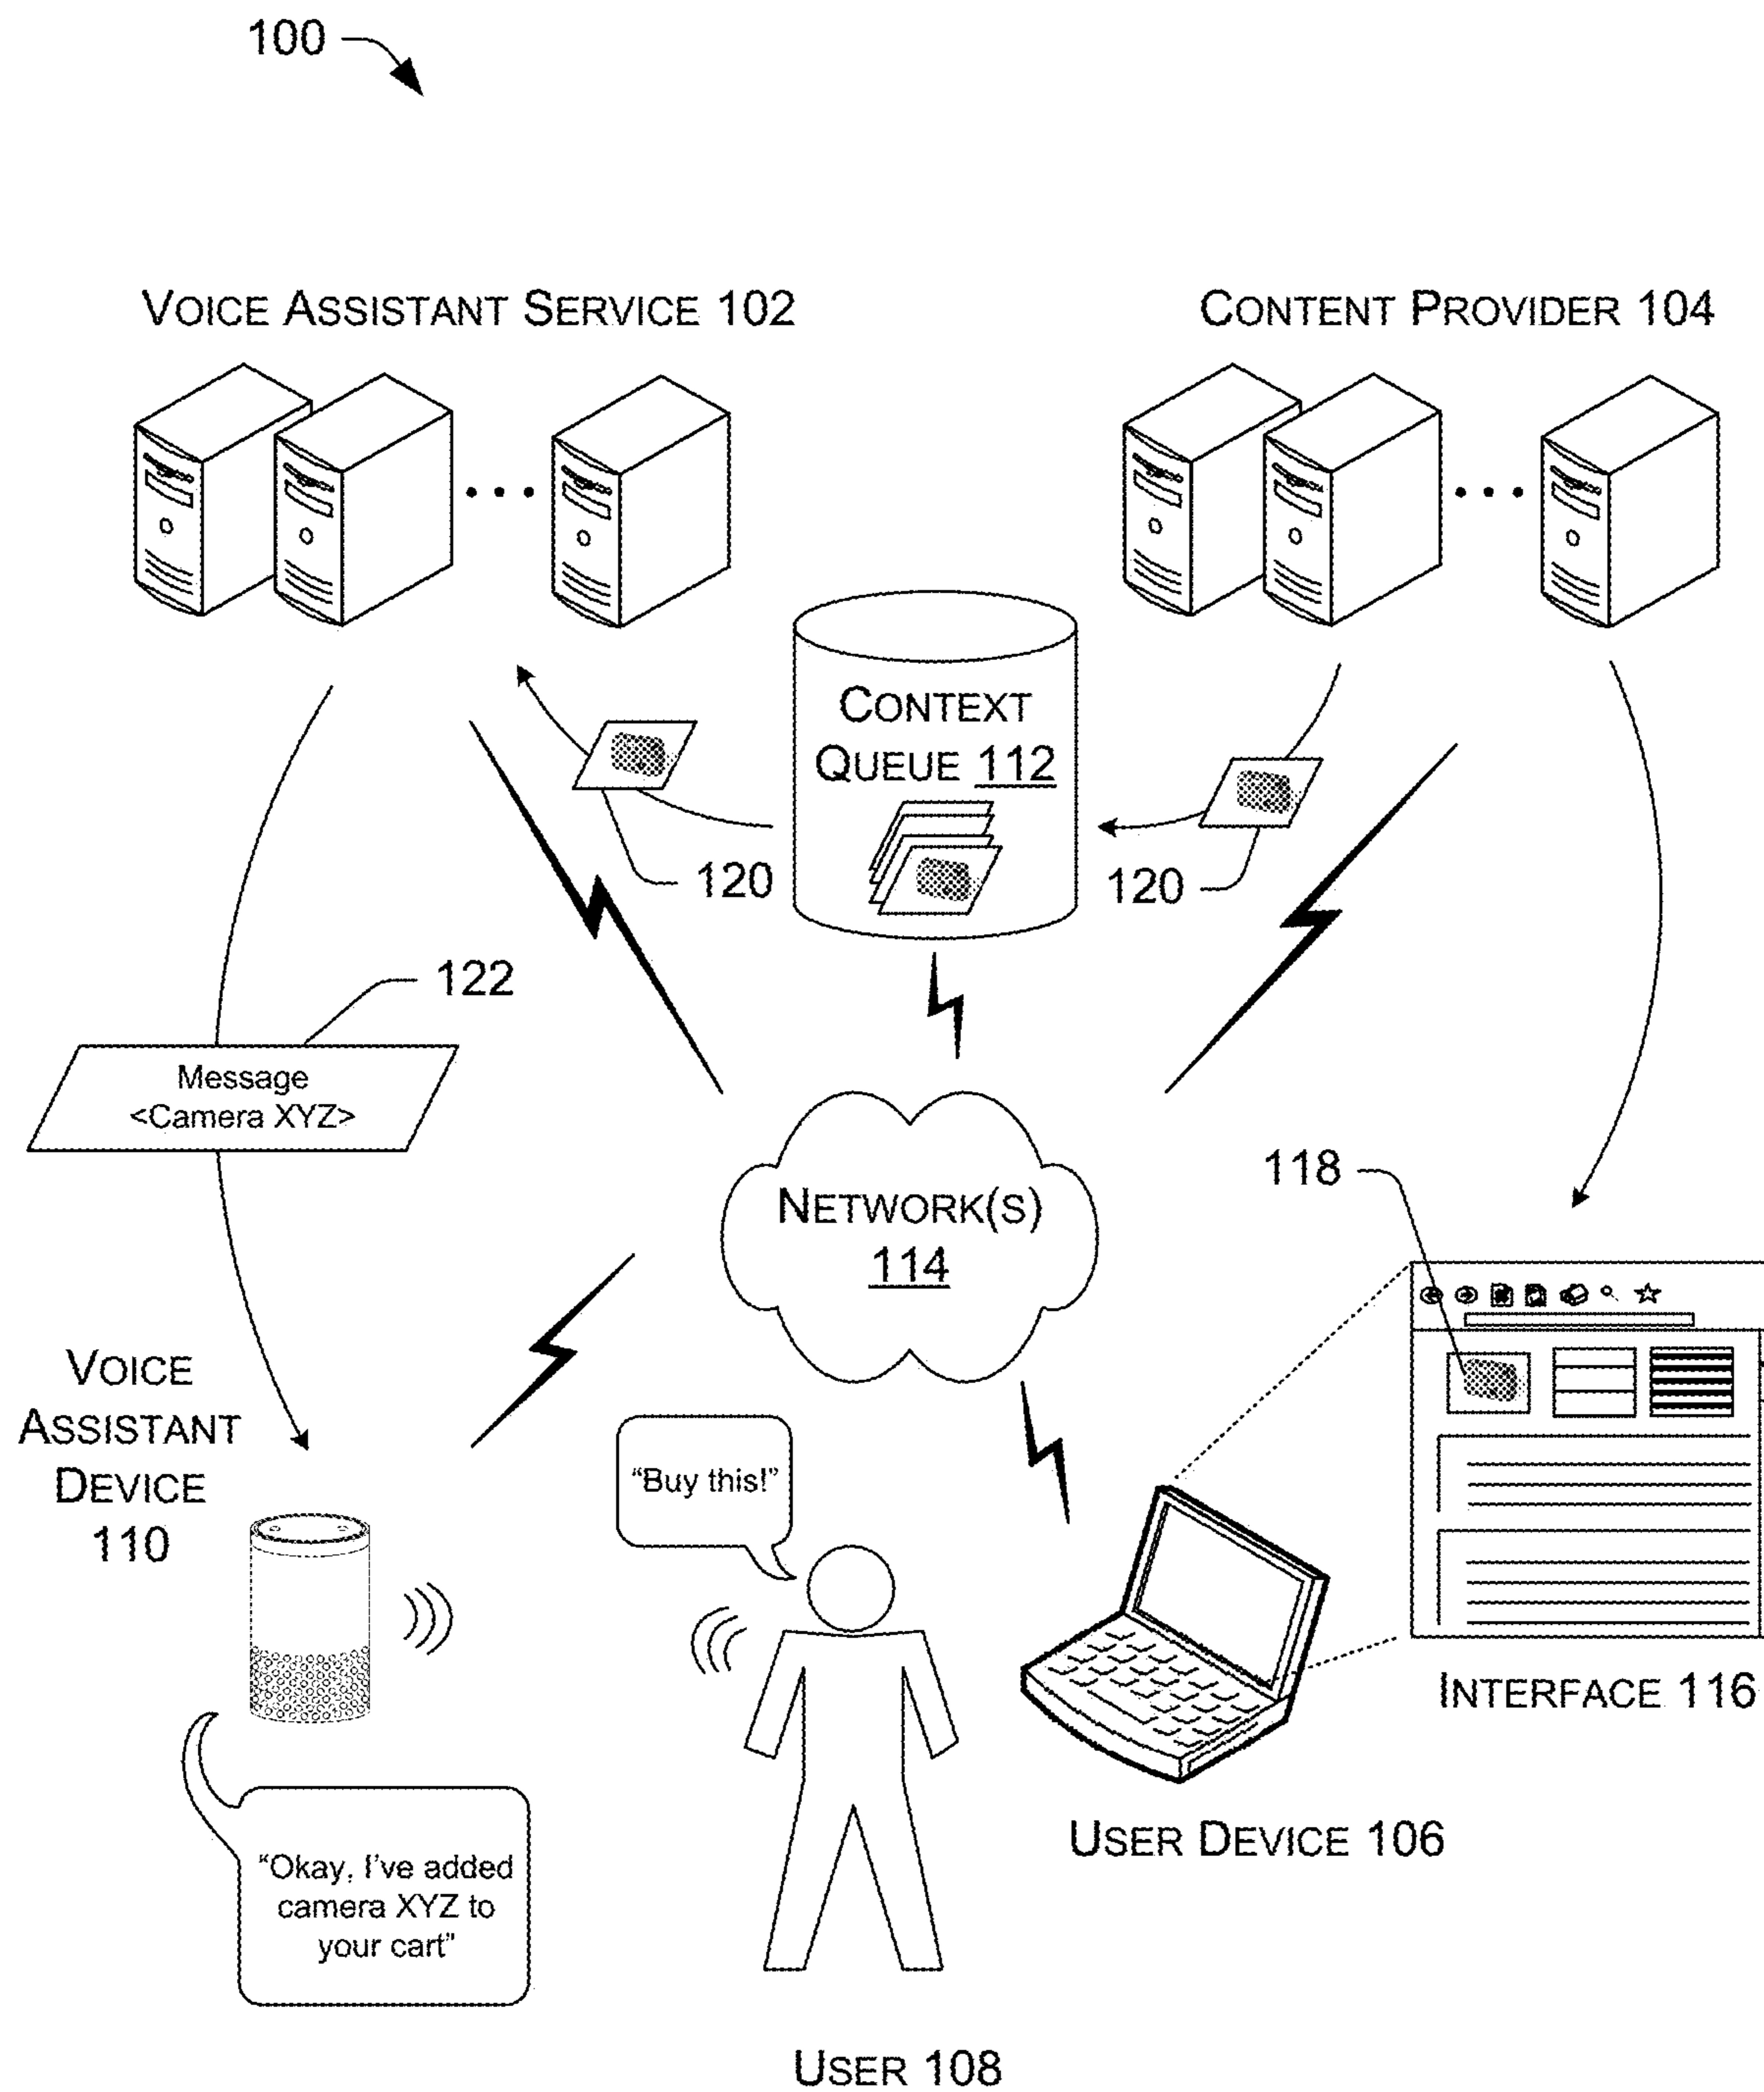 100
VOICE ASSISTANT SERVICE 102
CONTENT PROVIDER 104
CONTEXT
QUEUE 112
120
120
122
Message
<Camera XYZ>
NETWORK(S)
114
118
VOICE
ASSISTANT
DEVICE
110
"Buy this!"
INTERFACE 116
USER DEVICE 106
"Okay, I've added
camera XYZ to
your cart"
USER 108